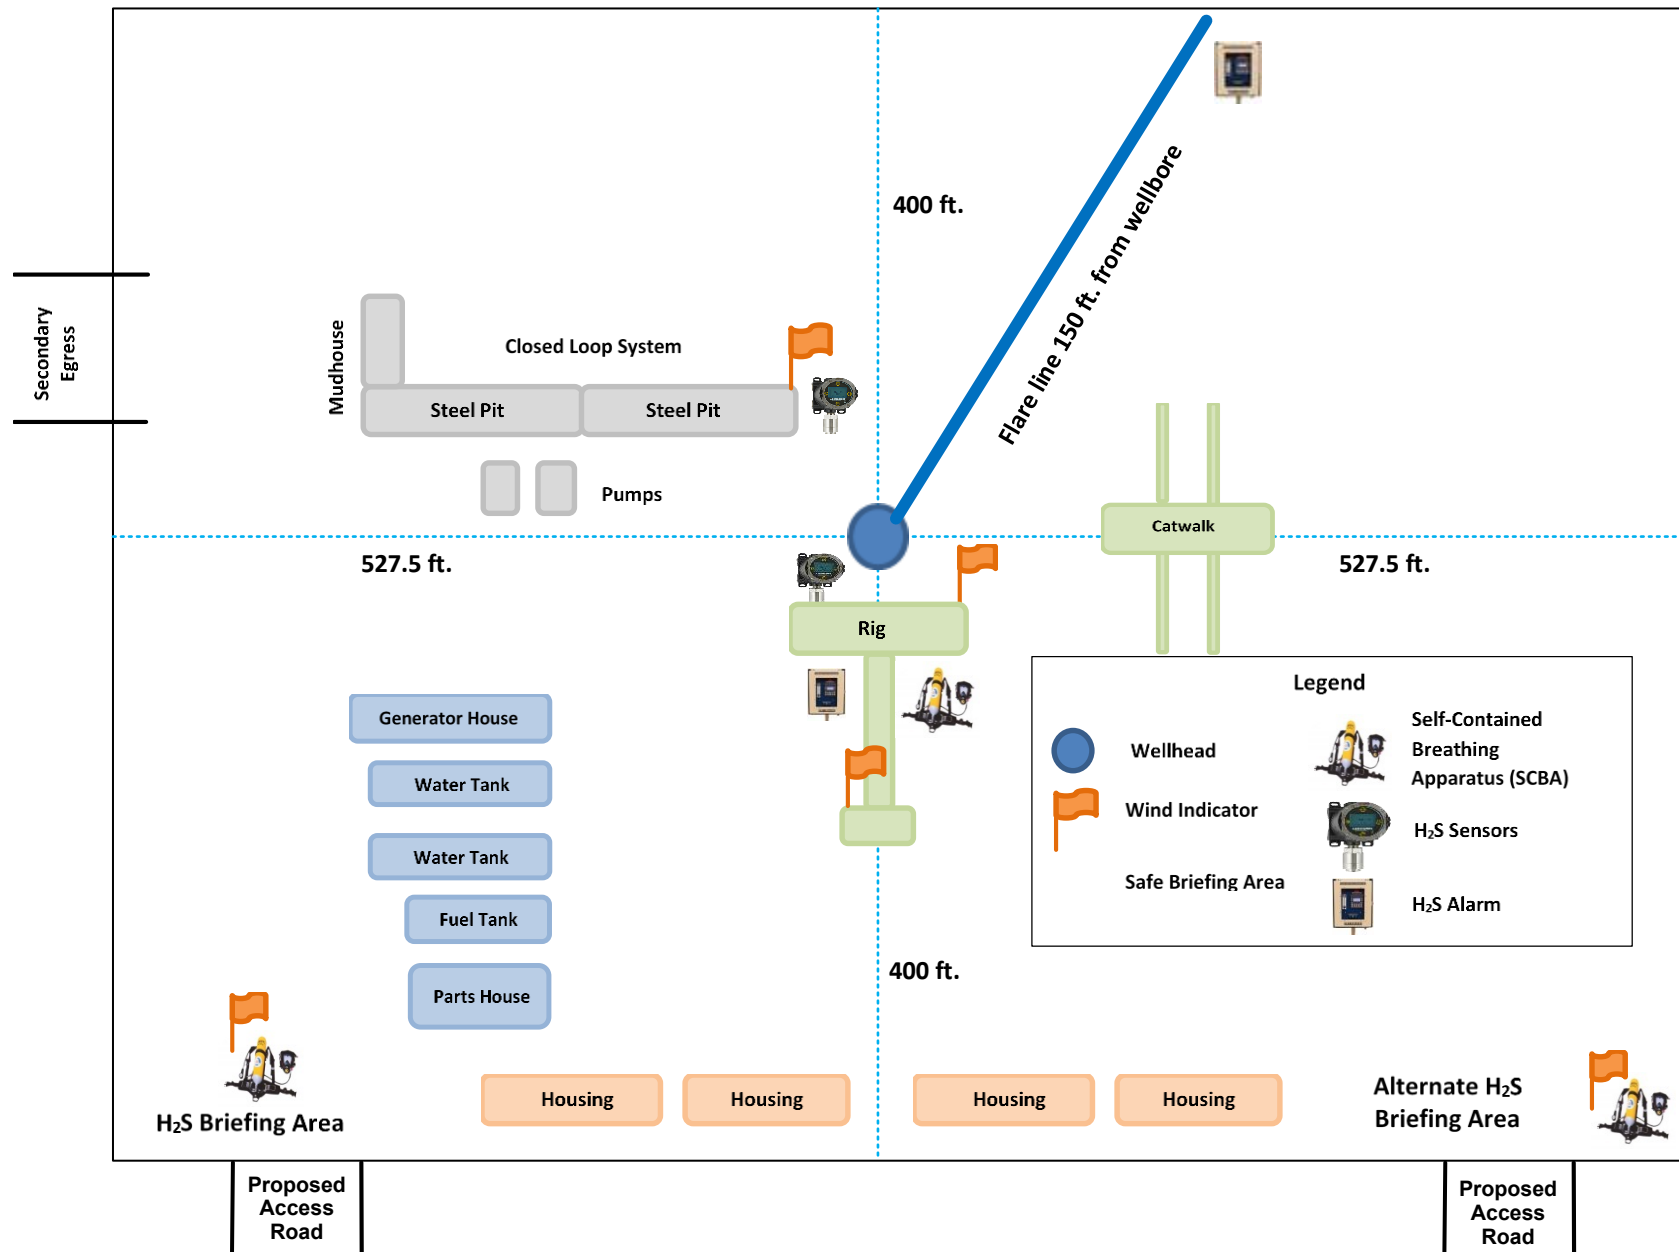 400 ft.
Flare line 150 ft. from wellbore
Secondary
Egress
Mudhouse
Closed Loop System
Steel Pit
Steel Pit
Pumps
Catwalk
527.5 ft.
527.5 ft.
Rig
Generator House
Water Tank
Water Tank
Fuel Tank
Parts House
Legend
Wellhead
Wind Indicator
Safe Briefing Area
Self-Contained
Breathing
Apparatus (SCBA)
H₂S Sensors
H₂S Alarm
400 ft.
H₂S Briefing Area
Housing
Housing
Housing
Housing
Alternate H₂S
Briefing Area
Proposed
Access
Road
Proposed
Access
Road